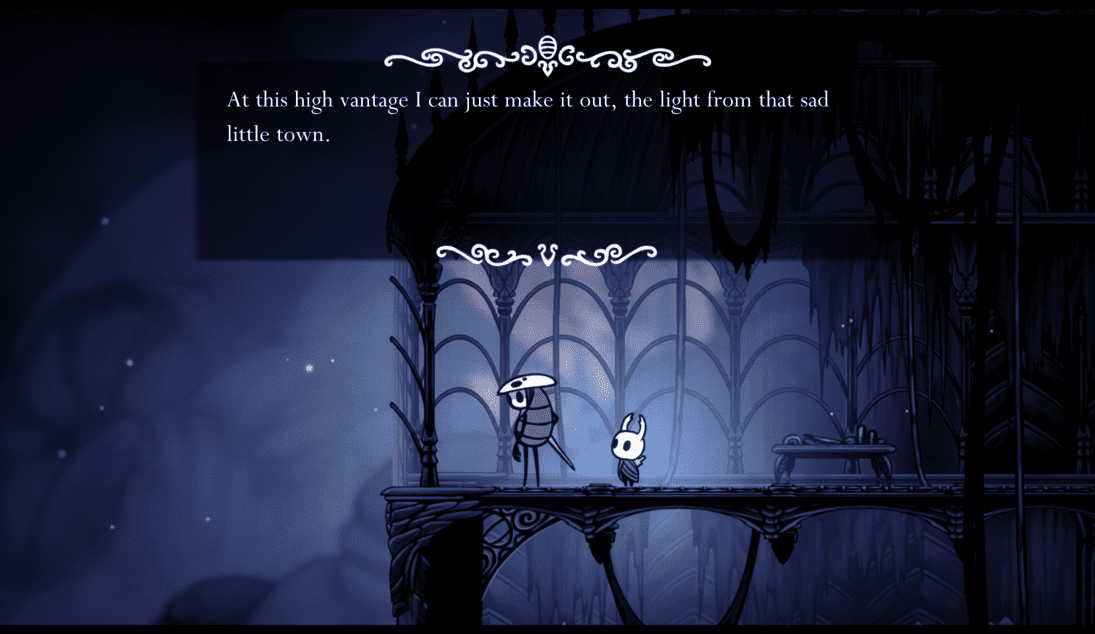 At this high vantage I can just make it out, the light from that sad
little town.